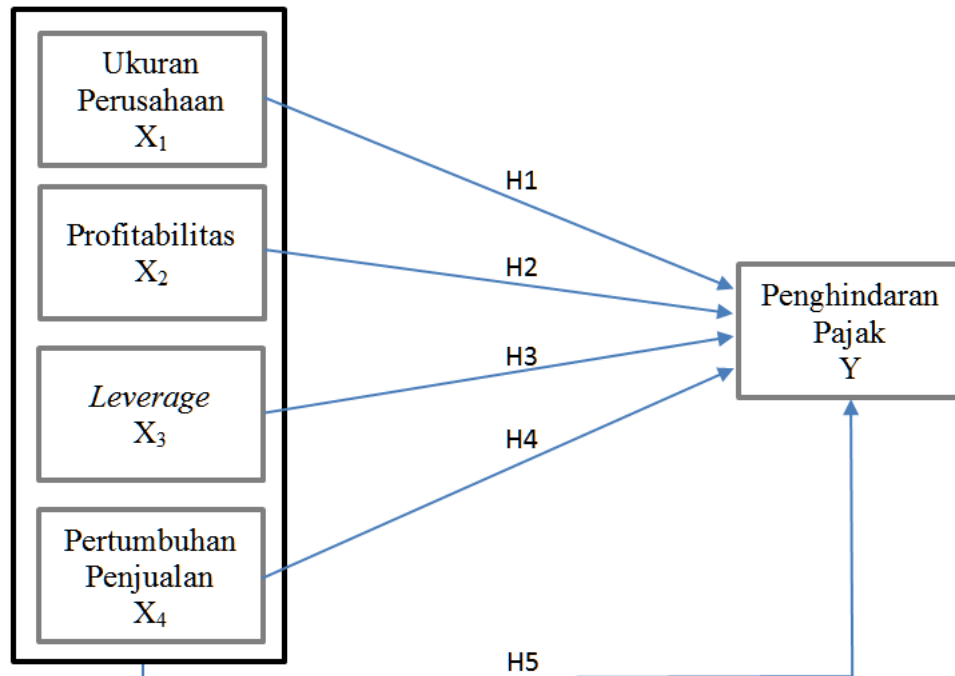 Ukuran
Perusahaan
X₁
Profitabilitas
X₂
Leverage
X₃
Pertumbuhan
Penjualan
X₄
H1
H2
H3
H4
H5
Penghindaran
Pajak
Y